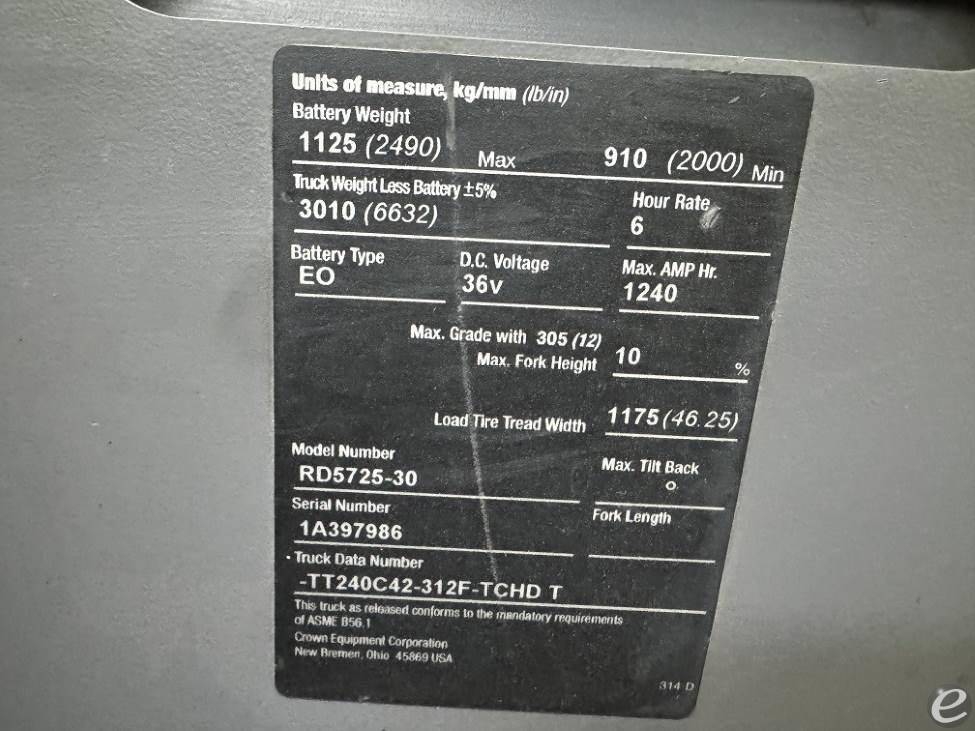 Units of measure, kg/mm (lb/in)
Battery Weight
1125 (2490) Max 910 (2000) Min
Truck Weight Less Battery ±5%
3010 (6632)
Hour Rate
6
Battery Type
EO
D.C. Voltage
36v
Max. AMP Hr.
1240
Max. Grade with 305 (12)
Max. Fork Height 10 %
Load Tire Tread Width 1175 (46.25)
Model Number
RD5725-30
Max. Tilt Back
°
Serial Number
1A397986
Fork Length
Truck Data Number
-TT240C42-312F-TCHD T
This truck as released conforms to the mandatory requirements
of ASME B56.1
Crown Equipment Corporation
New Bremen, Ohio 45869 USA
314 D
e